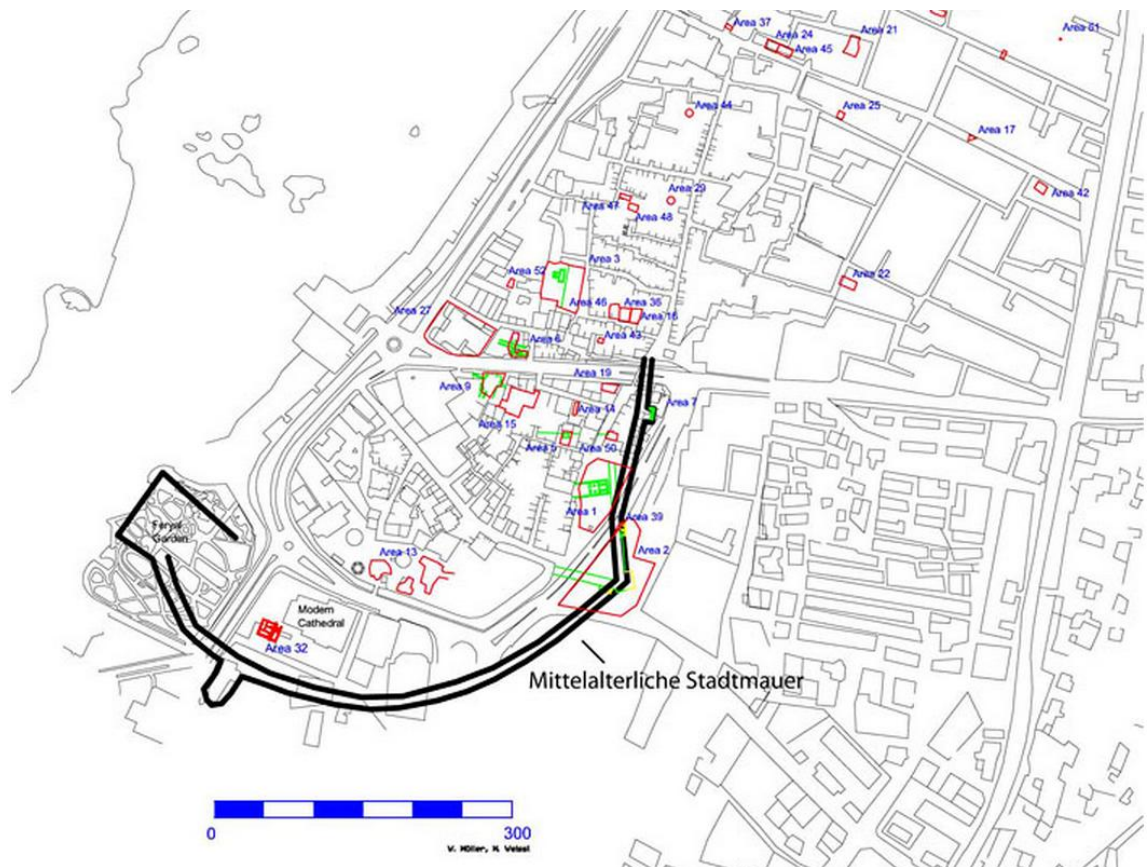 Area 37
Area 24
Area 21
Area 61
Area 45
Area 44
Area 25
Area 17
Area 29
Area 42
Area 47
Area 48
Area 3
Area 52
Area 22
Area 27
Area 46
Area 36
Area 16
Area 6
Area 43
Area 19
Area 9
Area 7
Area 15
Area 14
Area 5
Area 50
Area 1
Area 39
Area 2
Feryal
Garden
Area 13
Modern
Cathedral
Area 32
Mittelalterliche Stadtmauer
0 300